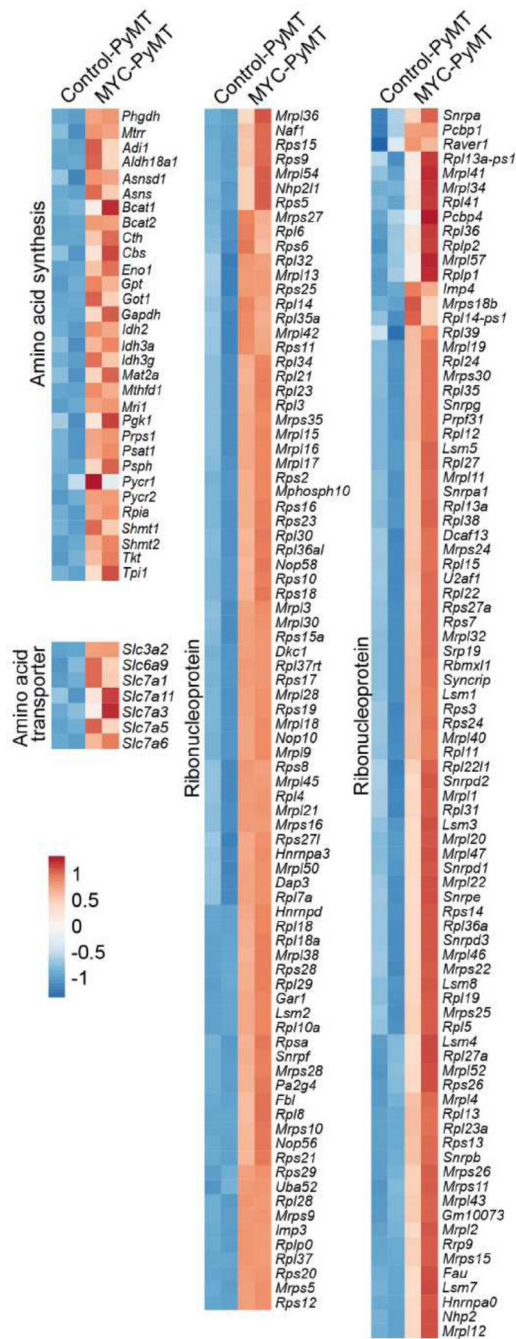 Control-PyMT
MYC-PyMT
Amino acid synthesis
Phgdh
Mtrr
Adi1
Aldh18a1
Asnsd1
Asns
Bcat1
Bcat2
Cth
Cbs
Eno1
Gpt
Got1
Gapdh
Idh2
Idh3a
Idh3g
Mat2a
Mthfd1
Mri1
Pgk1
Prps1
Psat1
Psph
Pycr1
Pycr2
Rpia
Shmt1
Shmt2
Tkt
Tpi1
Amino acid
transporter
Slc3a2
Slc6a9
Slc7a1
Slc7a11
Slc7a3
Slc7a5
Slc7a6
1
0.5
0
-0.5
-1
Control-PyMT
MYC-PyMT
Ribonucleoprotein
Mrpl36
Naf1
Rps15
Rps9
Mrpl54
Nhp2l1
Rps5
Mrps27
Rpl6
Rps6
Rpl32
Mrpl13
Rps25
Rpl14
Rpl35a
Mrpl42
Rps11
Rpl34
Rpl21
Rpl23
Rpl3
Mrps35
Mrpl15
Mrpl16
Mrpl17
Rps2
Mphosph10
Rps16
Rps23
Rpl30
Rpl36al
Nop58
Rps10
Rps18
Mrpl3
Mrpl30
Rps15a
Dkc1
Rpl37rt
Rps17
Mrpl28
Rps19
Mrpl18
Nop10
Mrpl9
Rps8
Mrpl45
Rpl4
Mrpl21
Mrps16
Rps27l
Hnrnpa3
Mrpl50
Dap3
Rpl7a
Hnrnpd
Rpl18
Rpl18a
Mrpl38
Rps28
Rpl29
Gar1
Lsm2
Rpl10a
Rpsa
Snrpf
Mrps28
Pa2g4
Fbl
Rpl8
Mrps10
Nop56
Rps21
Rps29
Uba52
Rpl28
Mrps9
Imp3
Rplp0
Rpl37
Rps20
Mrps5
Rps12
Control-PyMT
MYC-PyMT
Ribonucleoprotein
Snrpa
Pcbp1
Raver1
Rpl13a-ps1
Mrpl41
Mrpl34
Rpl41
Pcbp4
Rpl36
Rplp2
Mrpl57
Rplp1
Imp4
Mrps18b
Rpl14-ps1
Rpl39
Mrpl19
Rpl24
Mrps30
Rpl35
Snrpg
Prpf31
Rpl12
Lsm5
Rpl27
Mrpl11
Snrpa1
Rpl13a
Rpl38
Dcaf13
Mrps24
Rpl15
U2af1
Rpl22
Rps27a
Rps7
Mrpl32
Srp19
Rbmxl1
Syncrip
Lsm1
Rps3
Rps24
Mrpl40
Rpl11
Rpl22l1
Snrpd2
Mrpl1
Rpl31
Lsm3
Mrpl20
Mrpl47
Snrpd1
Mrpl22
Snrpe
Rps14
Rpl36a
Snrpd3
Mrpl46
Mrps22
Lsm8
Rpl19
Mrps25
Rpl5
Lsm4
Rpl27a
Mrpl52
Rps26
Mrpl4
Rpl13
Rpl23a
Rps13
Snrpb
Mrps26
Mrps11
Mrpl43
Gm10073
Mrpl2
Rrp9
Mrps15
Fau
Lsm7
Hnrnpa0
Nhp2
Mrpl12